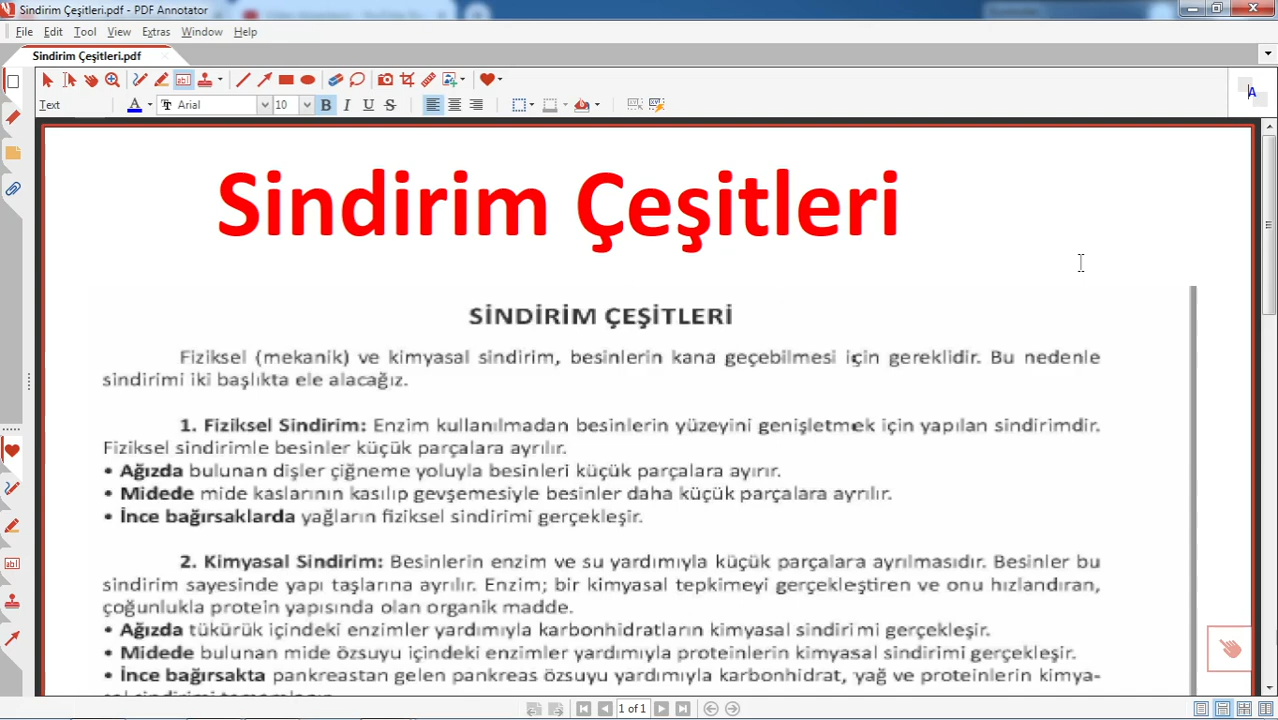 Sindirim Çeşitleri.pdf - PDF Annotator
File Edit Tool View Extras Window Help
Sindirim Çeşitleri.pdf
Text Arial 10 B I U S
Sindirim Çeşitleri
SİNDİRİM ÇEŞİTLERİ
Fiziksel (mekanik) ve kimyasal sindirim, besinlerin kana geçebilmesi için gereklidir. Bu nedenle
sindirimi iki başlıkta ele alacağız.
1. Fiziksel Sindirim: Enzim kullanılmadan besinlerin yüzeyini genişletmek için yapılan sindirimdir.
Fiziksel sindirimle besinler küçük parçalara ayrılır.
• Ağızda bulunan dişler çiğneme yoluyla besinleri küçük parçalara ayırır.
• Midede mide kaslarının kasılıp gevşemesiyle besinler daha küçük parçalara ayrılır.
• İnce bağırsaklarda yağların fiziksel sindirimi gerçekleşir.
2. Kimyasal Sindirim: Besinlerin enzim ve su yardımıyla küçük parçalara ayrılmasıdır. Besinler bu
sindirim sayesinde yapı taşlarına ayrılır. Enzim; bir kimyasal tepkimeyi gerçekleştiren ve onu hızlandıran,
çoğunlukla protein yapısında olan organik madde.
• Ağızda tükürük içindeki enzimler yardımıyla karbonhidratların kimyasal sindirimi gerçekleşir.
• Midede bulunan mide özsuyu içindeki enzimler yardımıyla proteinlerin kimyasal sindirimi gerçekleşir.
• İnce bağırsakta pankreastan gelen pankreas özsuyu yardımıyla karbonhidrat, yağ ve proteinlerin kimya-
1 of 1